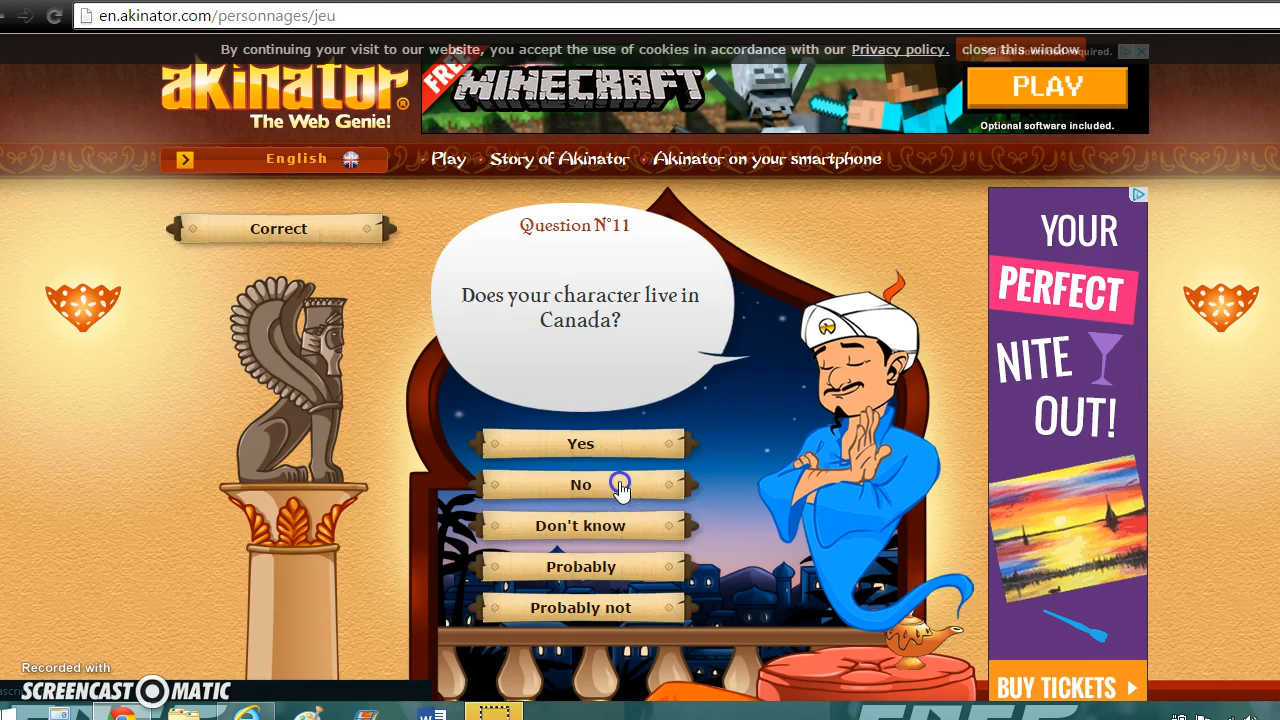 en.akinator.com/personnages/jeu
By continuing your visit to our website, you accept the use of cookies in accordance with our Privacy policy. close this window
akinator®
The Web Genie!
FREE
MINECRAFT
PLAY
Optional software included.
English
Play
Story of Akinator
Akinator on your smartphone
Correct
Question N°11
Does your character live in
Canada?
Yes
No
Don't know
Probably
Probably not
YOUR
PERFECT
NITE
OUT!
BUY TICKETS
Recorded with
SCREENCAST O MATIC